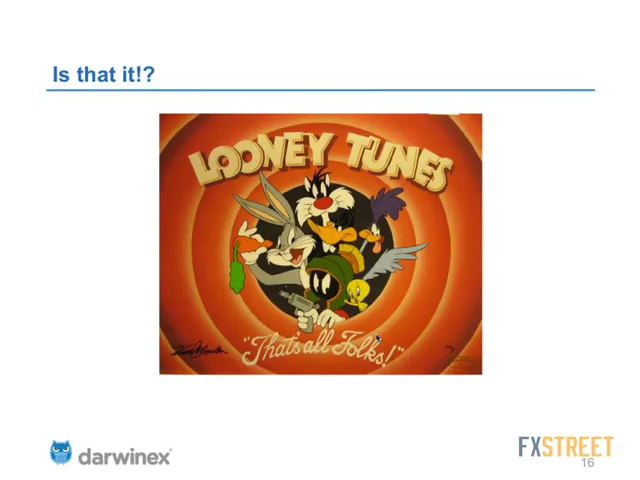 Is that it!?
LOONEY TUNES
"That's all Folks!"
darwinex®
FXSTREET
16